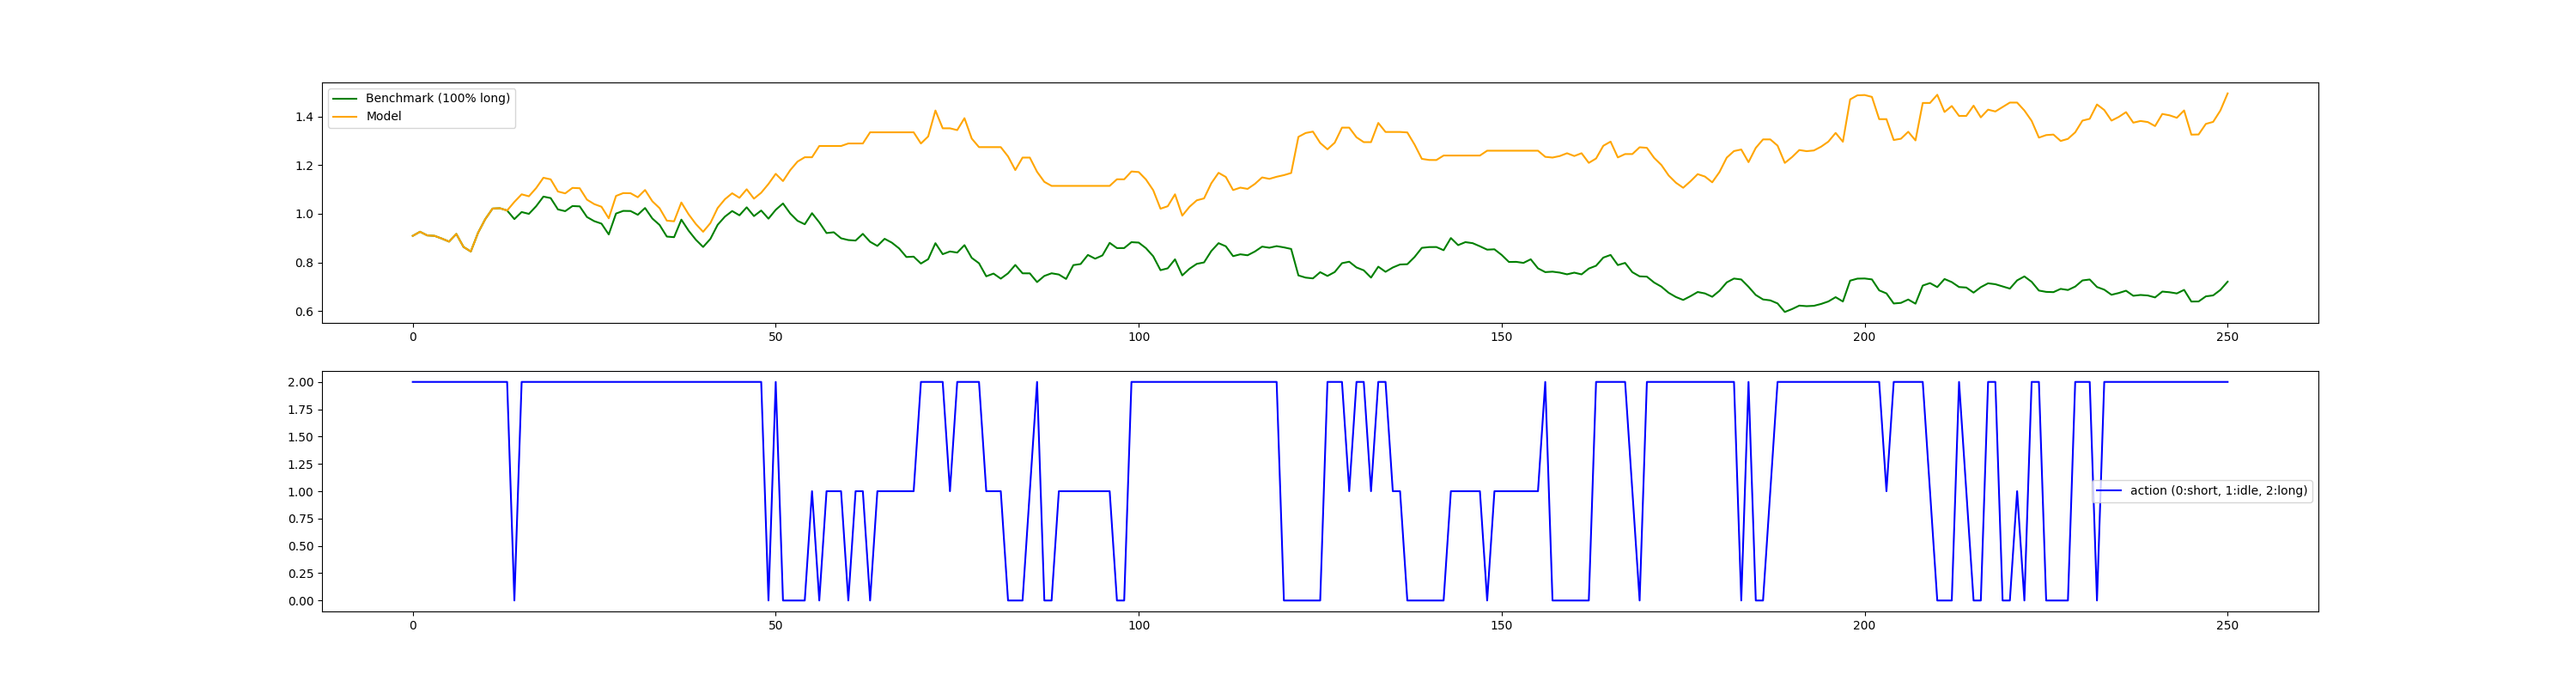 Benchmark (100% long)
Model
1.4
1.2
1.0
0.8
0.6
0 50 100 150 200 250
2.00
1.75
1.50
1.25
1.00
0.75
0.50
0.25
0.00
action (0:short, 1:idle, 2:long)
0 50 100 150 200 250